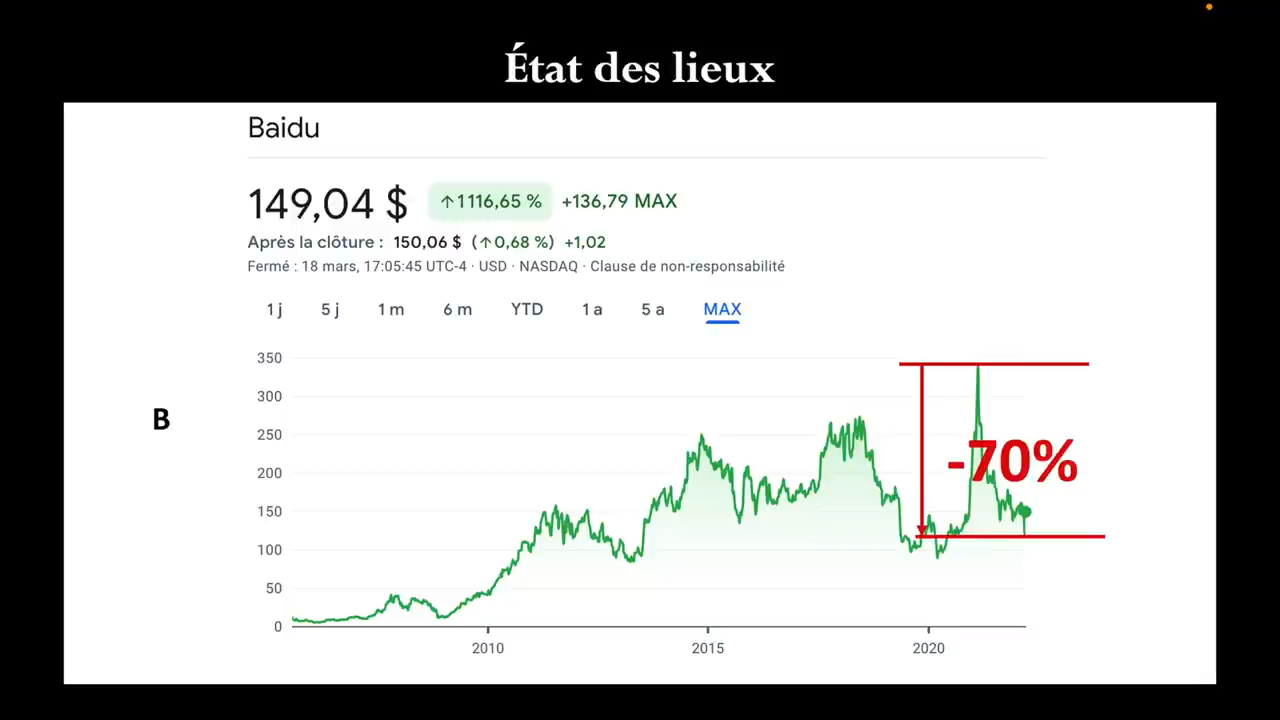 État des lieux
Baidu
149,04 $ ↑1 116,65 % +136,79 MAX
Après la clôture : 150,06 $ (↑0,68 %) +1,02
Fermé : 18 mars, 17:05:45 UTC-4 · USD · NASDAQ · Clause de non-responsabilité
1 j 5 j 1 m 6 m YTD 1 a 5 a MAX
350
300
B
250
-70%
200
150
100
50
0
2010 2015 2020